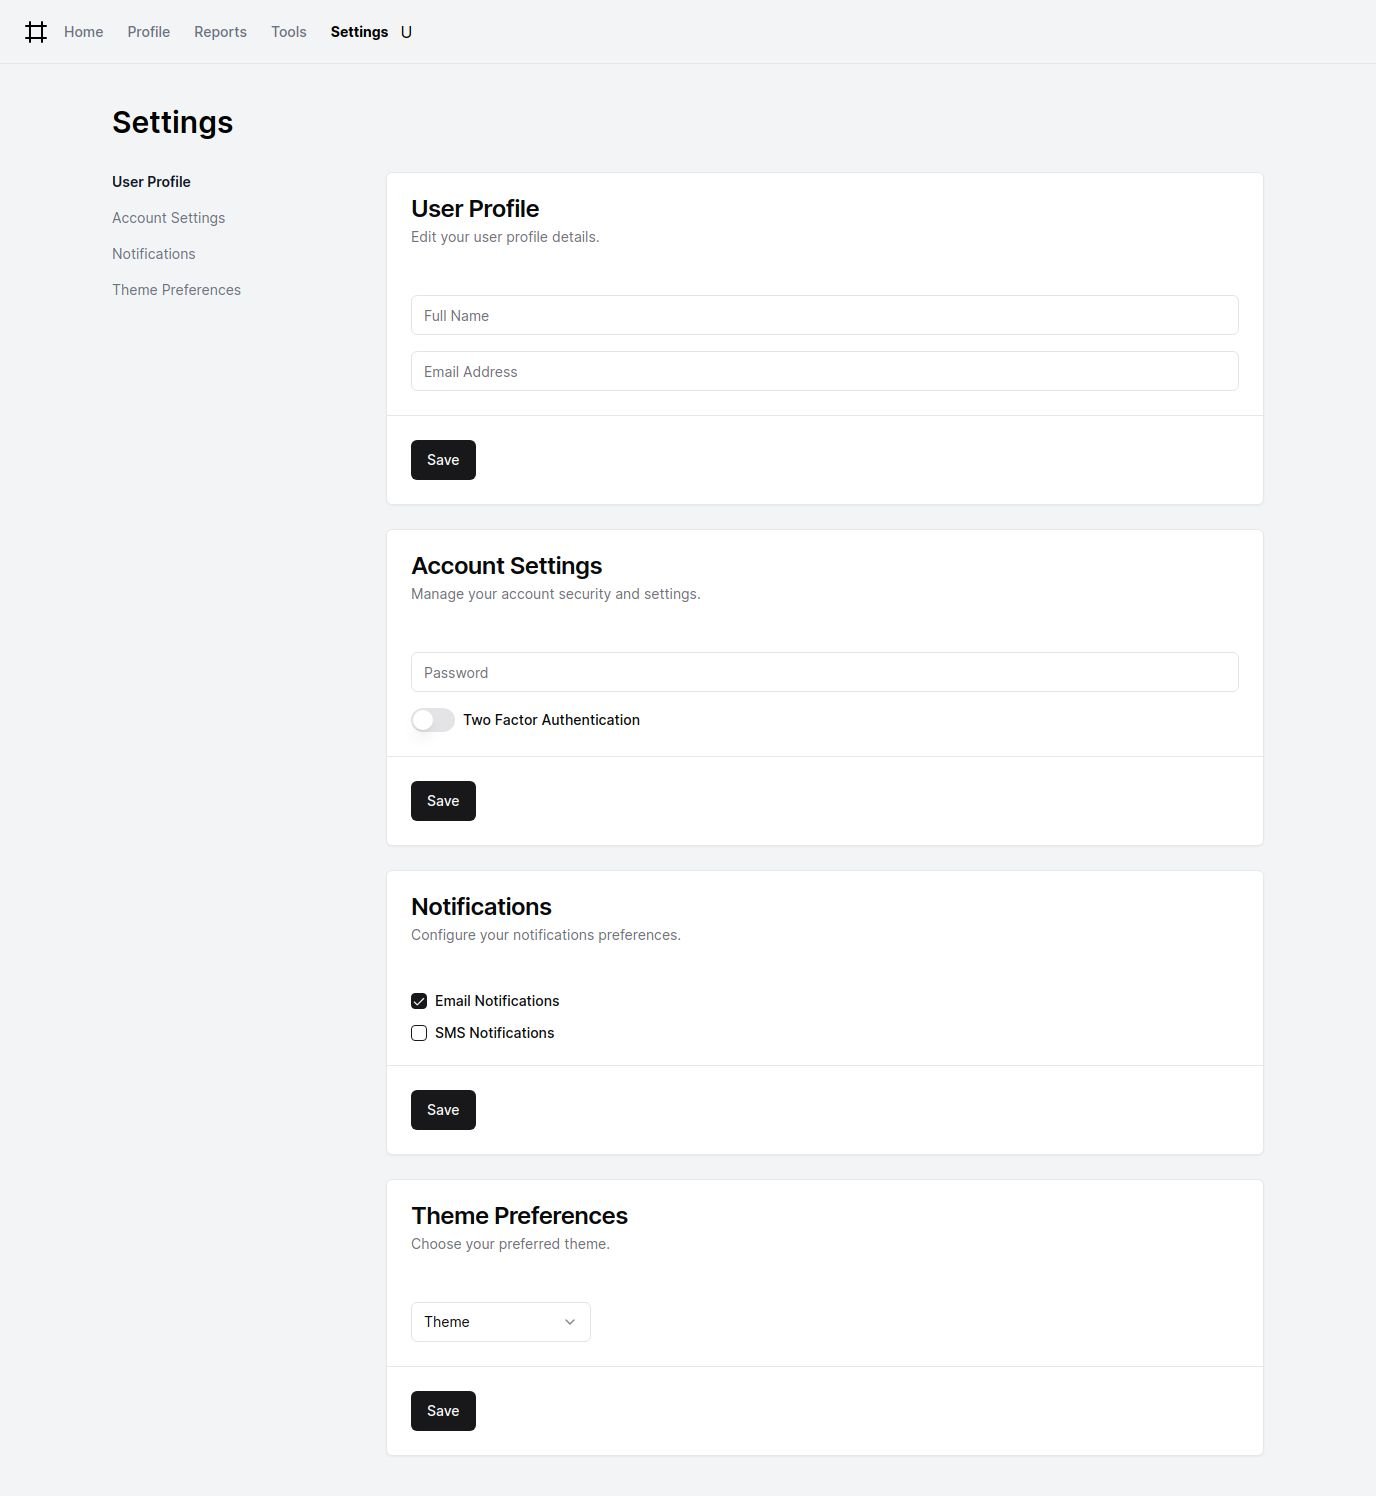 Home Profile Reports Tools Settings U
Settings
User Profile
Account Settings
Notifications
Theme Preferences
User Profile
Edit your user profile details.
Full Name
Email Address
Save
Account Settings
Manage your account security and settings.
Password
Two Factor Authentication
Save
Notifications
Configure your notifications preferences.
Email Notifications
SMS Notifications
Save
Theme Preferences
Choose your preferred theme.
Theme
Save